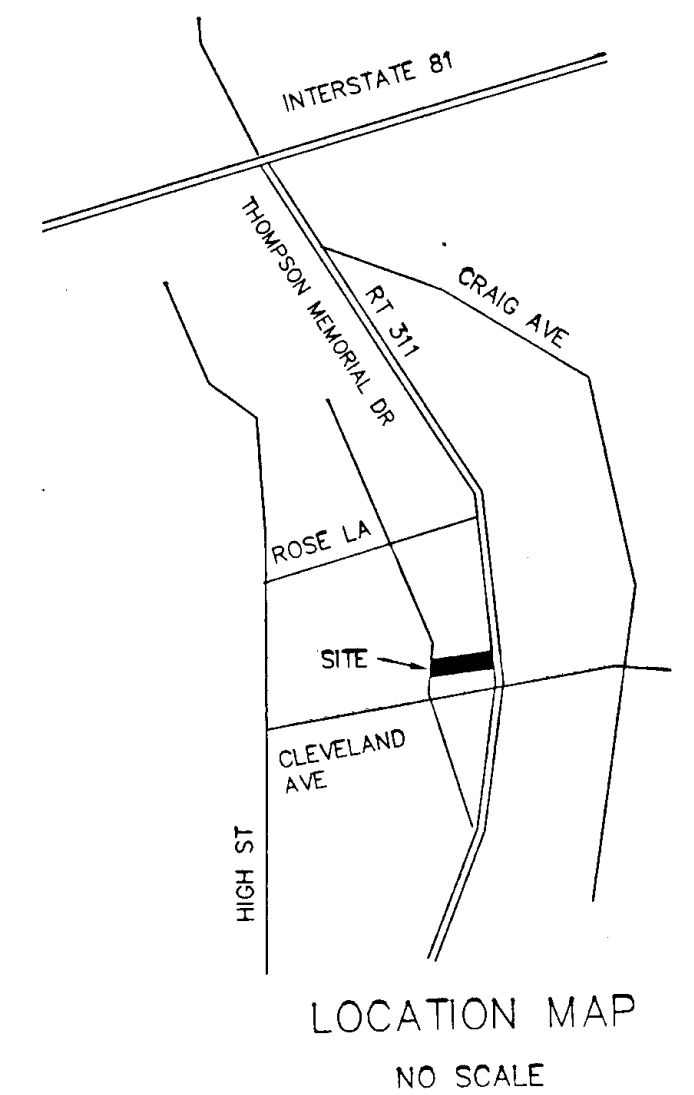 INTERSTATE 81
THOMPSON MEMORIAL DR
RT 311
CRAIG AVE
ROSE LA
SITE
CLEVELAND
AVE
HIGH ST
LOCATION MAP
NO SCALE